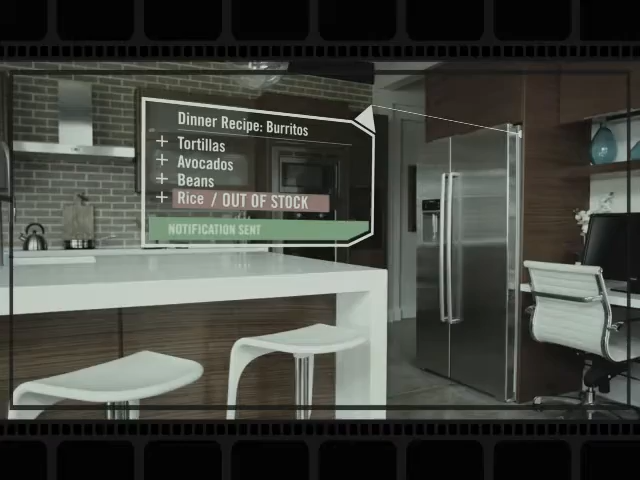 Dinner Recipe: Burritos
+ Tortillas
+ Avocados
+ Beans
+ Rice / OUT OF STOCK
NOTIFICATION SENT